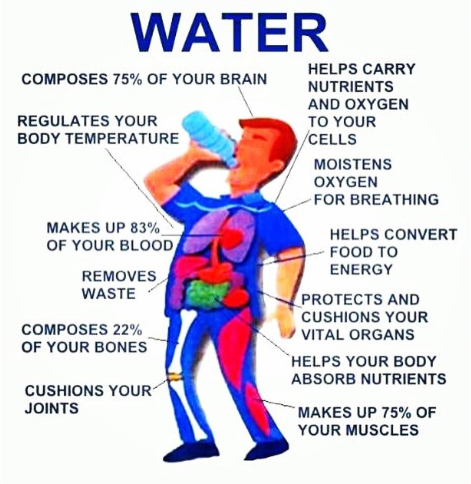 WATER
COMPOSES 75% OF YOUR BRAIN
HELPS CARRY
NUTRIENTS
AND OXYGEN
TO YOUR
CELLS
REGULATES YOUR
BODY TEMPERATURE
MOISTENS
OXYGEN
FOR BREATHING
MAKES UP 83%
OF YOUR BLOOD
HELPS CONVERT
FOOD TO
ENERGY
REMOVES
WASTE
PROTECTS AND
CUSHIONS YOUR
VITAL ORGANS
COMPOSES 22%
OF YOUR BONES
HELPS YOUR BODY
ABSORB NUTRIENTS
CUSHIONS YOUR
JOINTS
MAKES UP 75% OF
YOUR MUSCLES